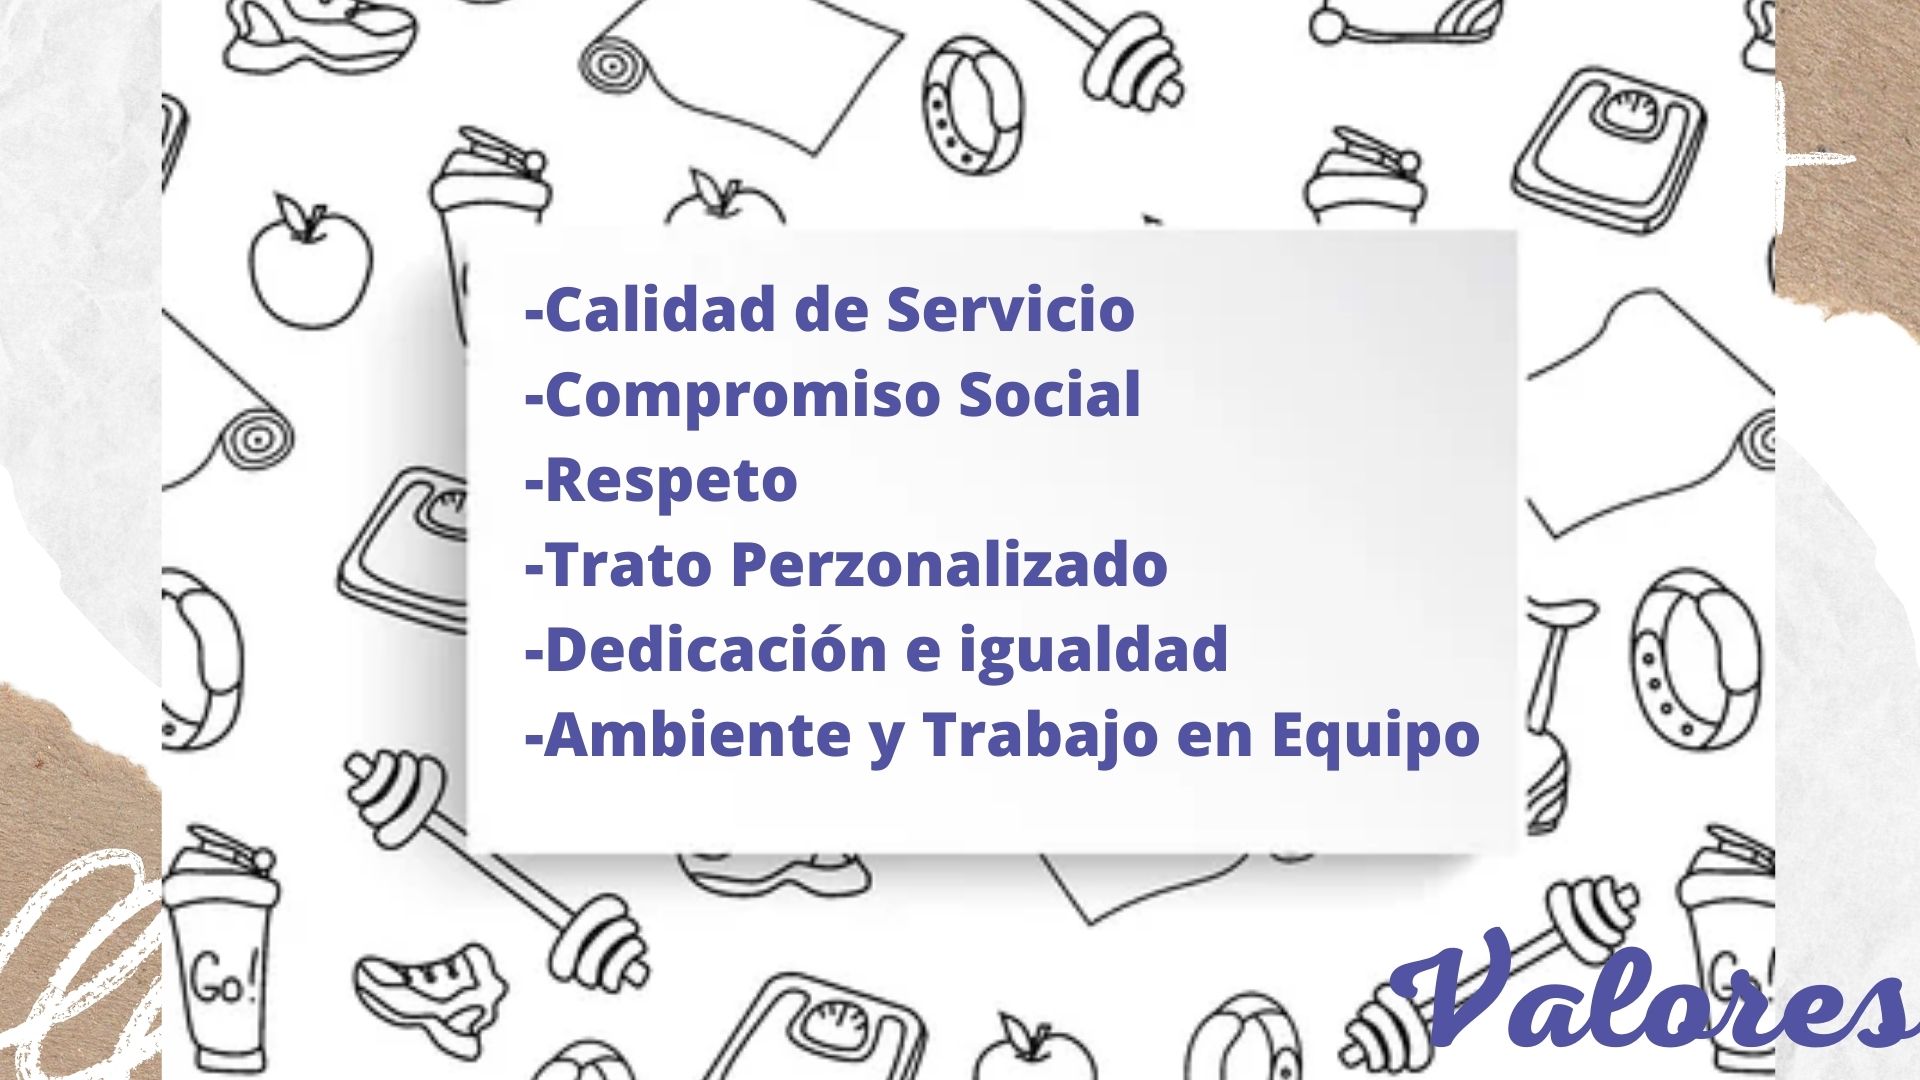 -Calidad de Servicio
-Compromiso Social
-Respeto
-Trato Perzonalizado
-Dedicación e igualdad
-Ambiente y Trabajo en Equipo
Go!
Go!
Valores